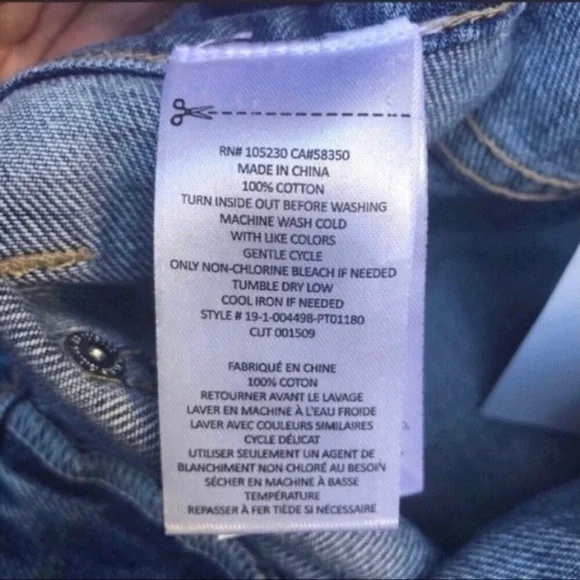 RN# 105230 CA#58350
MADE IN CHINA
100% COTTON
TURN INSIDE OUT BEFORE WASHING
MACHINE WASH COLD
WITH LIKE COLORS
GENTLE CYCLE
ONLY NON-CHLORINE BLEACH IF NEEDED
TUMBLE DRY LOW
COOL IRON IF NEEDED
STYLE # 19-1-004498-PT01180
CUT 001509
FABRIQUÉ EN CHINE
100% COTON
RETOURNER AVANT LE LAVAGE
LAVER EN MACHINE À L'EAU FROIDE
LAVER AVEC COULEURS SIMILAIRES
CYCLE DÉLICAT
UTILISER SEULEMENT UN AGENT DE
BLANCHIMENT NON CHLORÉ AU BESOIN
SÉCHER EN MACHINE À BASSE
TEMPÉRATURE
REPASSER À FER TIÈDE SI NÉCESSAIRE